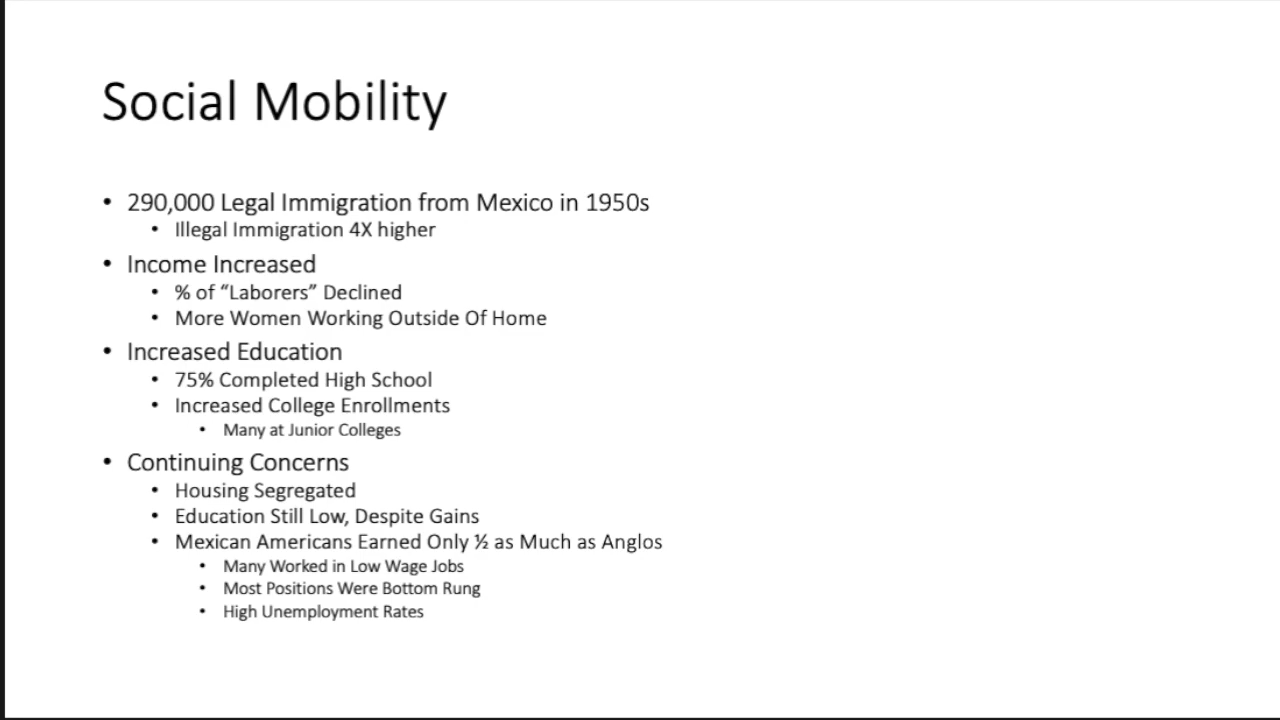 Social Mobility
• 290,000 Legal Immigration from Mexico in 1950s
• Illegal Immigration 4X higher
• Income Increased
• % of “Laborers” Declined
• More Women Working Outside Of Home
• Increased Education
• 75% Completed High School
• Increased College Enrollments
• Many at Junior Colleges
• Continuing Concerns
• Housing Segregated
• Education Still Low, Despite Gains
• Mexican Americans Earned Only ½ as Much as Anglos
• Many Worked in Low Wage Jobs
• Most Positions Were Bottom Rung
• High Unemployment Rates